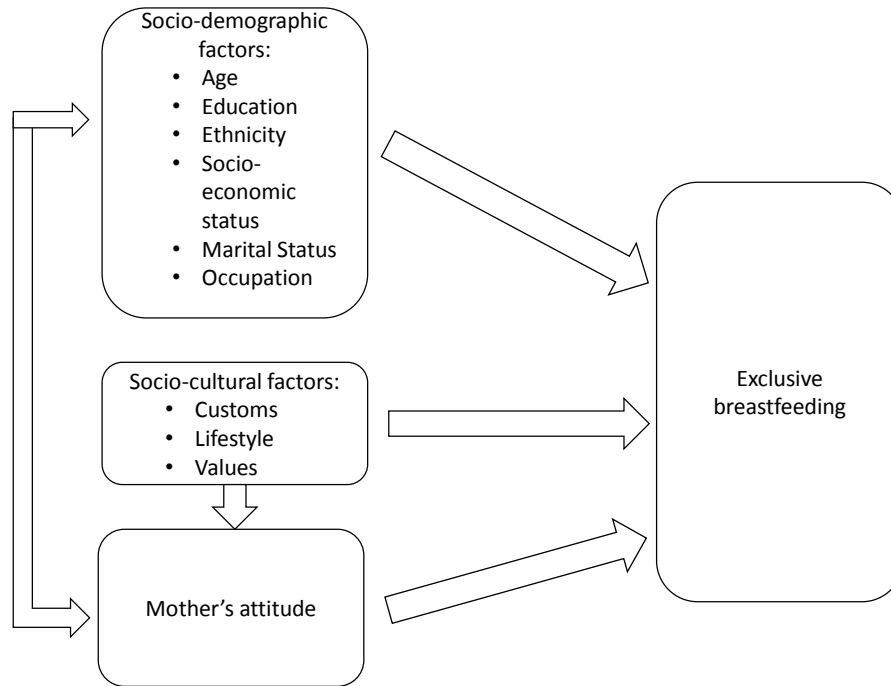 Socio-demographic
factors:
• Age
• Education
• Ethnicity
• Socio-
economic
status
• Marital Status
• Occupation
Socio-cultural factors:
• Customs
• Lifestyle
• Values
Mother’s attitude
Exclusive
breastfeeding